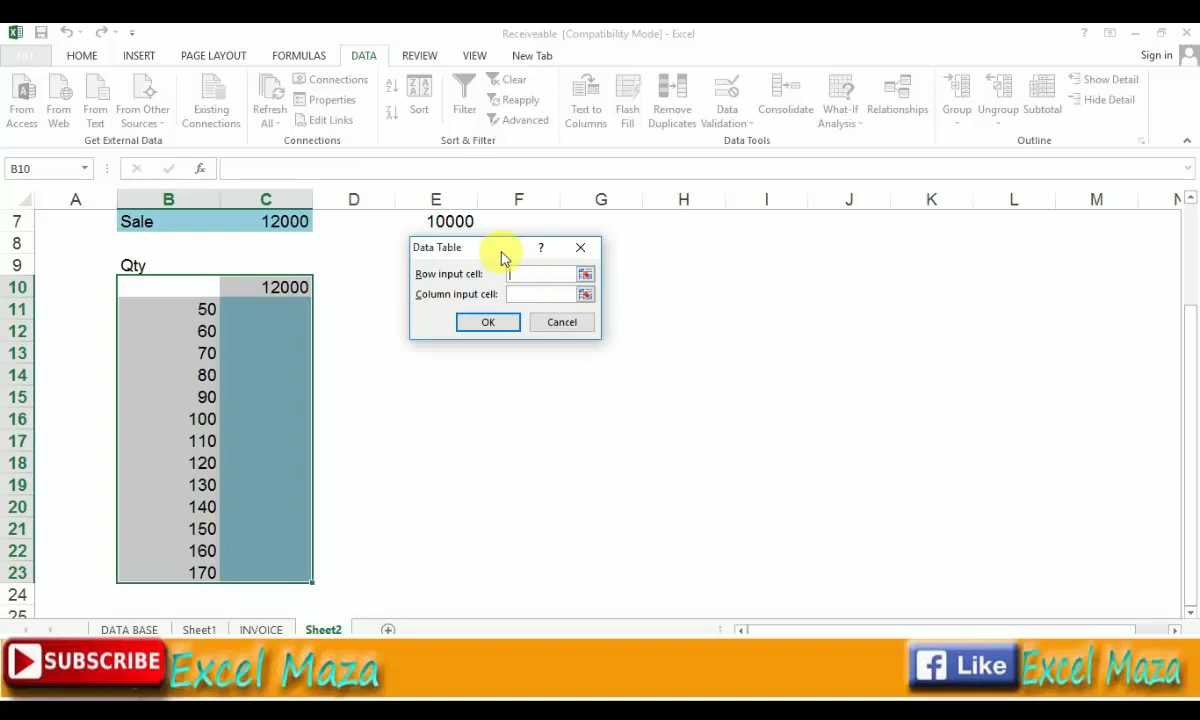 Receiveable [Compatibility Mode] - Excel
HOME INSERT PAGE LAYOUT FORMULAS DATA REVIEW VIEW New Tab Sign in
From Access From Web From Text From Other Sources Existing Connections Refresh All Connections Properties Edit Links Sort Filter Clear Reapply Advanced Text to Columns Flash Fill Remove Duplicates Data Validation Consolidate What-If Analysis Relationships Group Ungroup Subtotal Show Detail Hide Detail
Get External Data Connections Sort & Filter Data Tools Outline
B10 fx
A B C D E F G H I J K L M N
7 Sale 12000 10000
8
9 Qty
10 12000
11 50
12 60
13 70
14 80
15 90
16 100
17 110
18 120
19 130
20 140
21 150
22 160
23 170
24
25
Data Table ?
Row input cell:
Column input cell:
OK Cancel
DATA BASE Sheet1 INVOICE Sheet2
SUBSCRIBE Excel Maza f Like Excel Maza